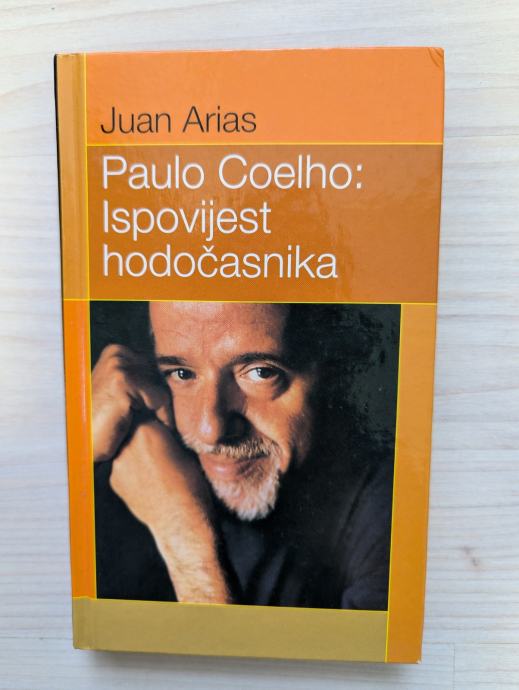 Juan Arias
Paulo Coelho:
Ispovijest
hodočasnika